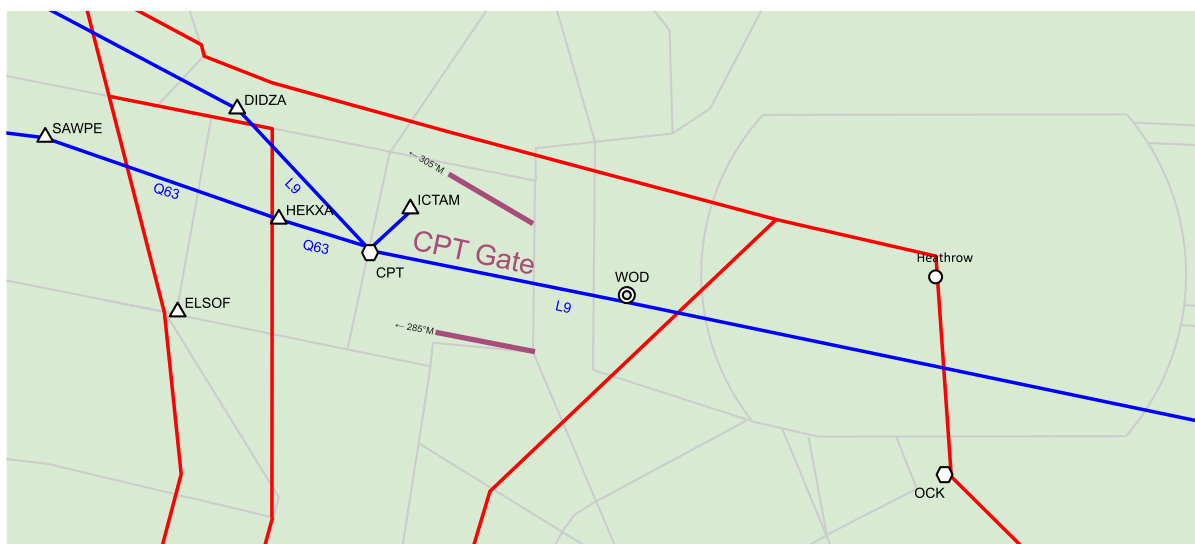 DIDZA
SAWPE
← 305°M
Q63
L9
ICTAM
HEKXA
Q63
CPT Gate
Heathrow
CPT
WOD
ELSOF
L9
← 285°M
OCK